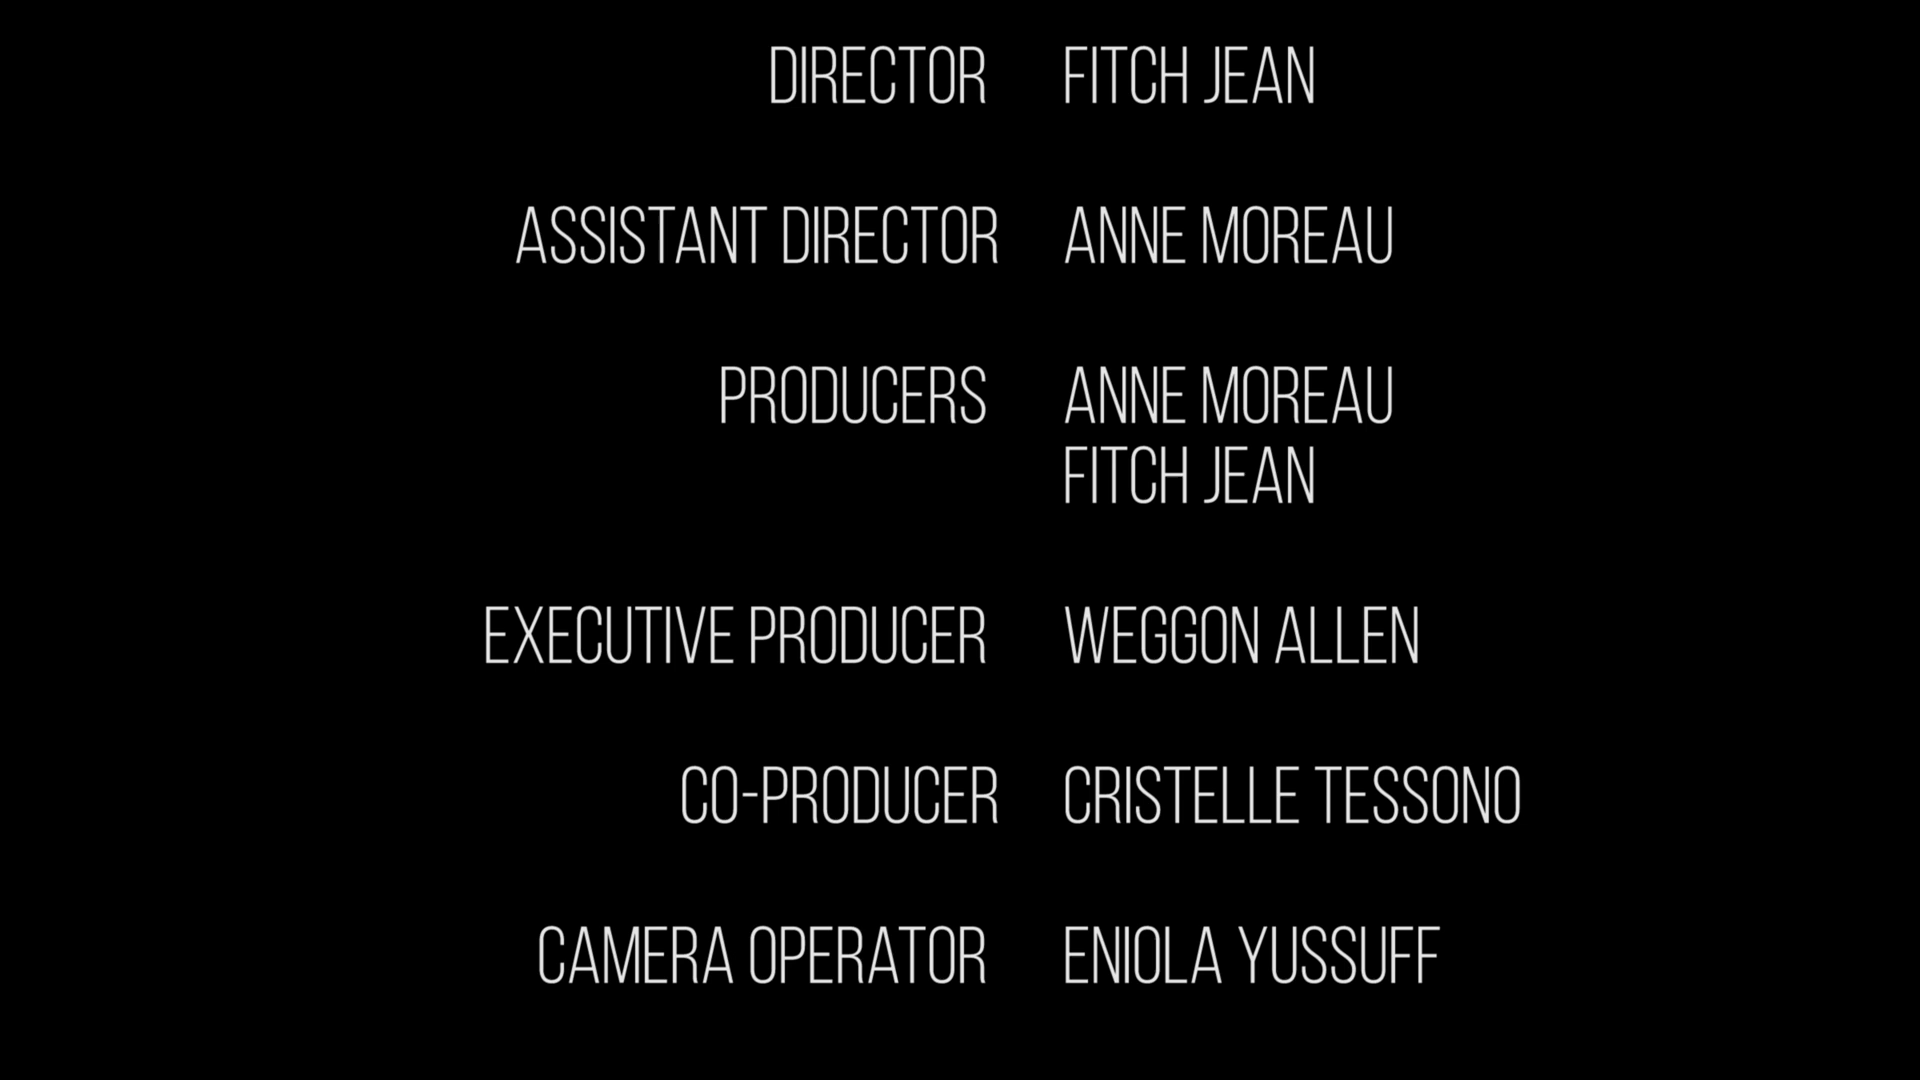 DIRECTOR FITCH JEAN
ASSISTANT DIRECTOR ANNE MOREAU
PRODUCERS ANNE MOREAU
FITCH JEAN
EXECUTIVE PRODUCER WEGGON ALLEN
CO-PRODUCER CRISTELLE TESSONO
CAMERA OPERATOR ENIOLA YUSSUFF